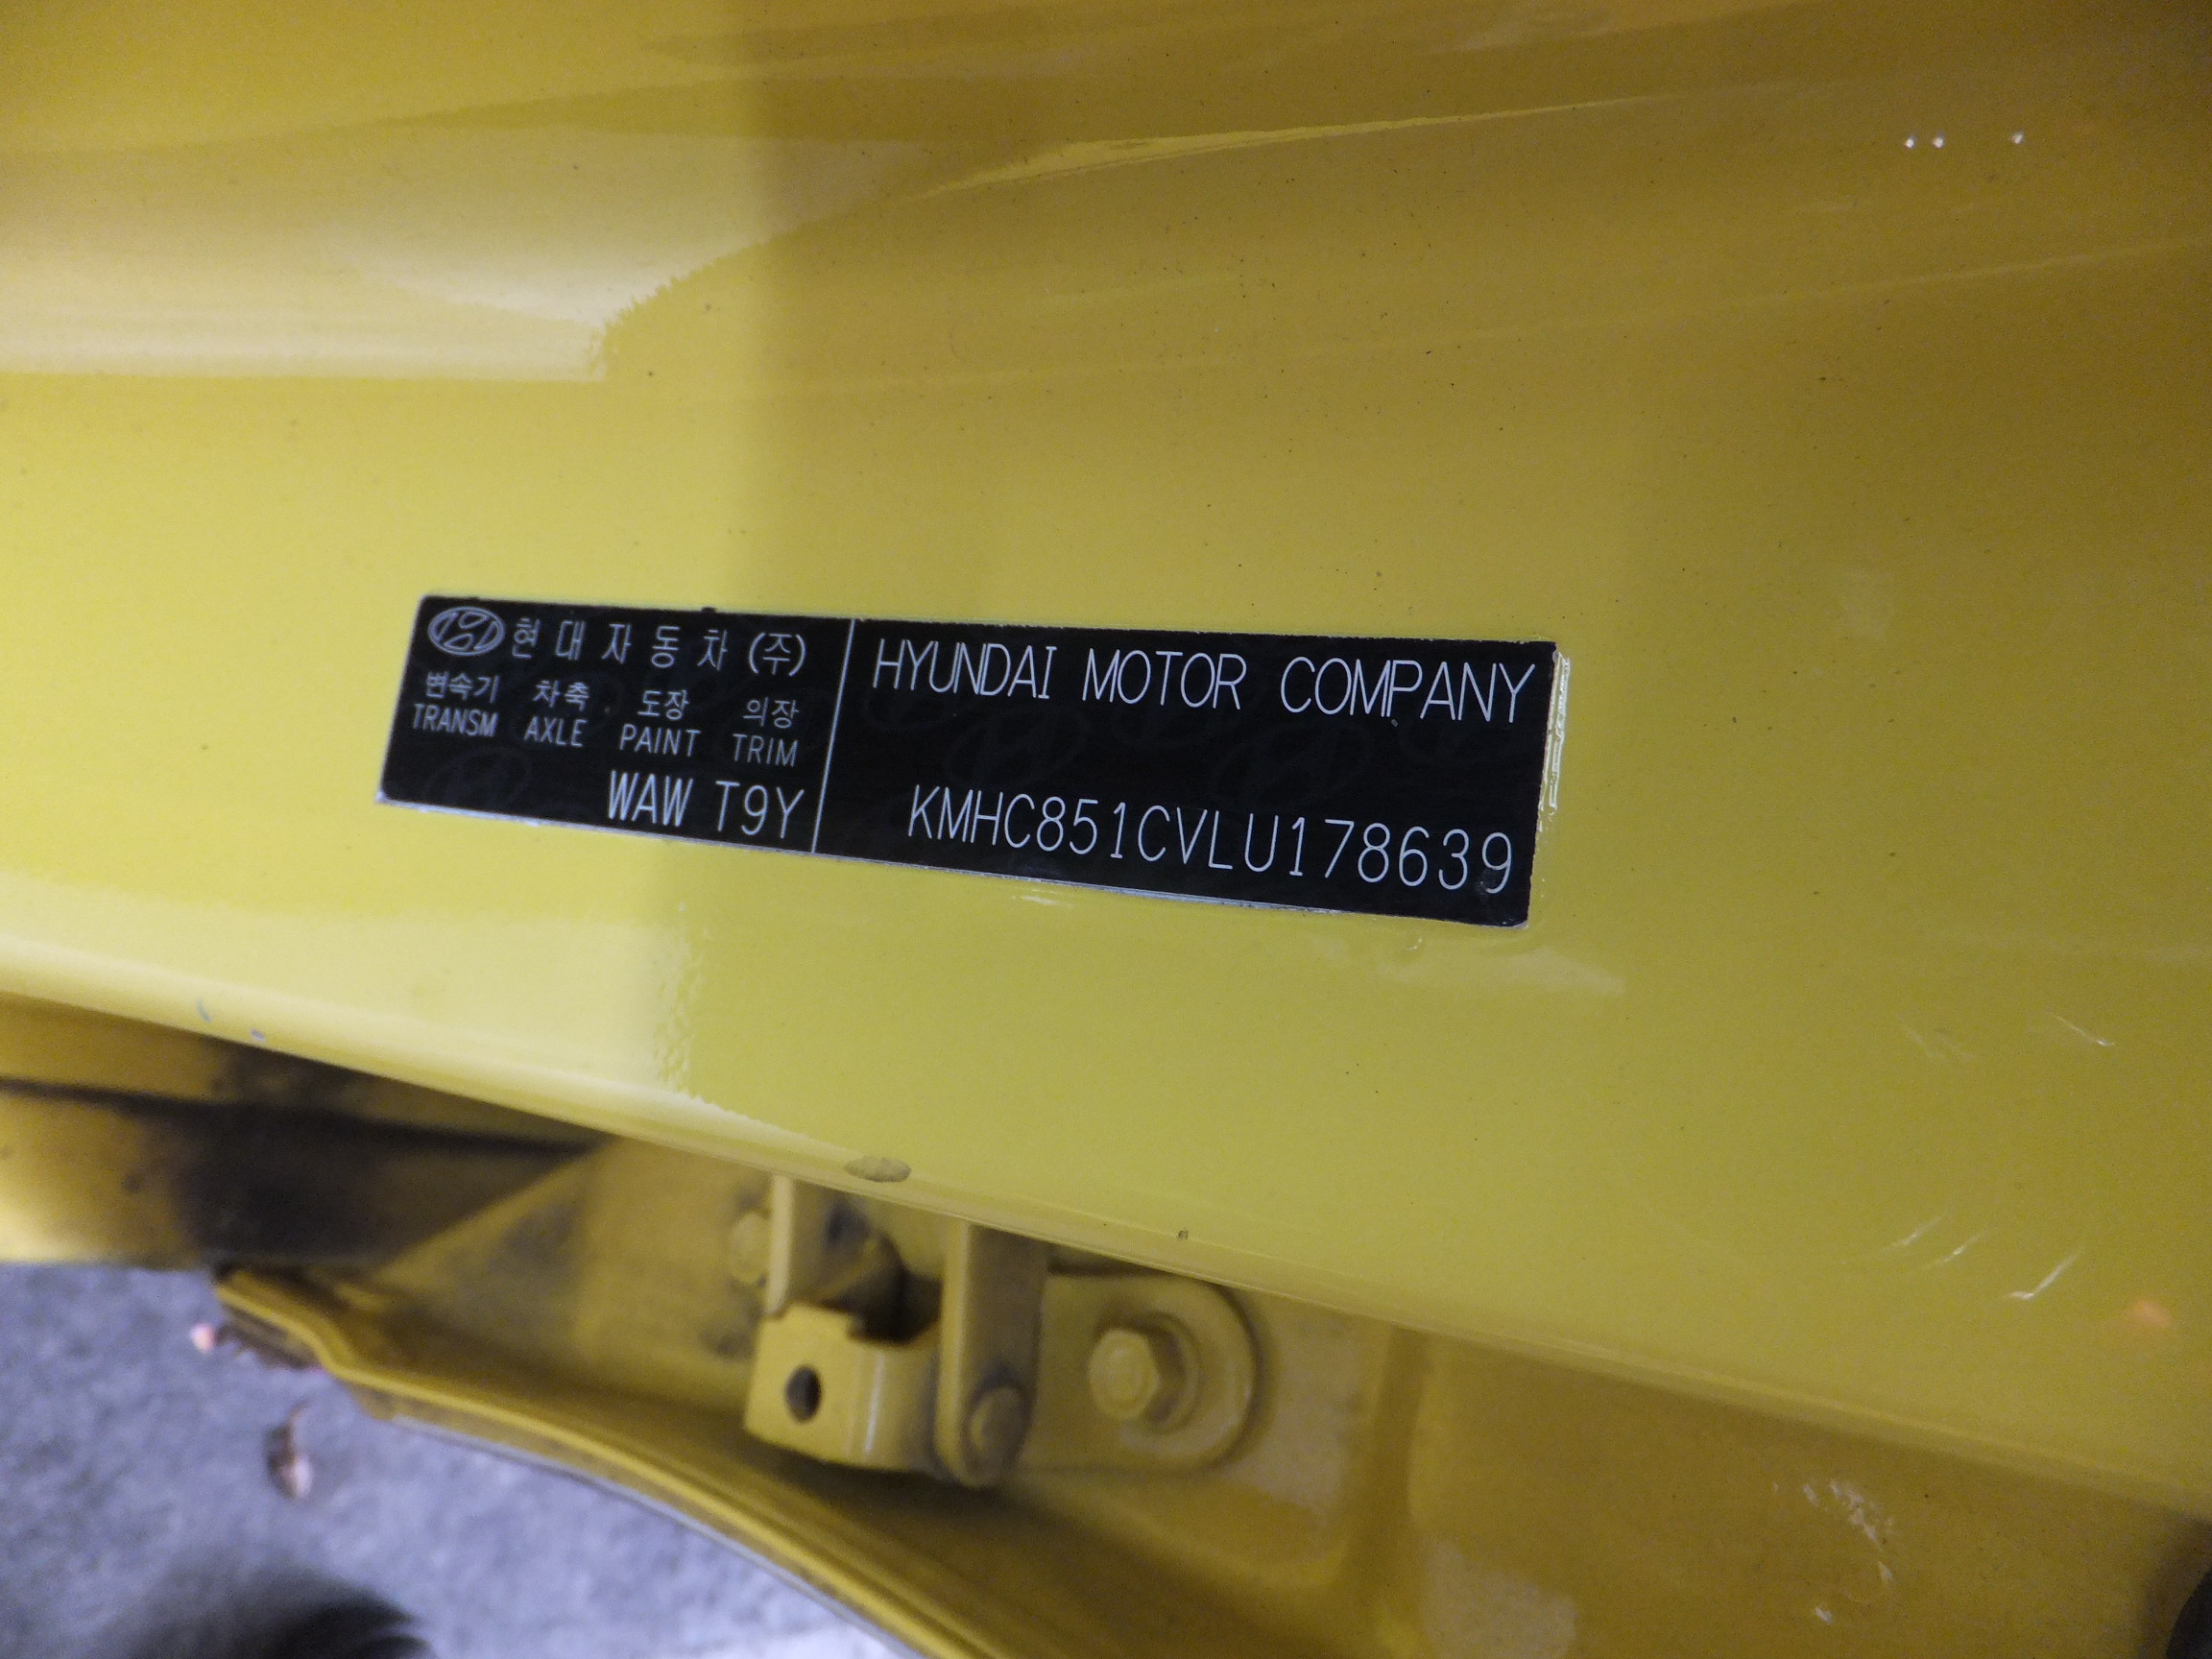 현대자동차(주)
변속기 차축 도장 의장
TRANSM AXLE PAINT TRIM
WAW T9Y
HYUNDAI MOTOR COMPANY
KMHC851CVLU178639